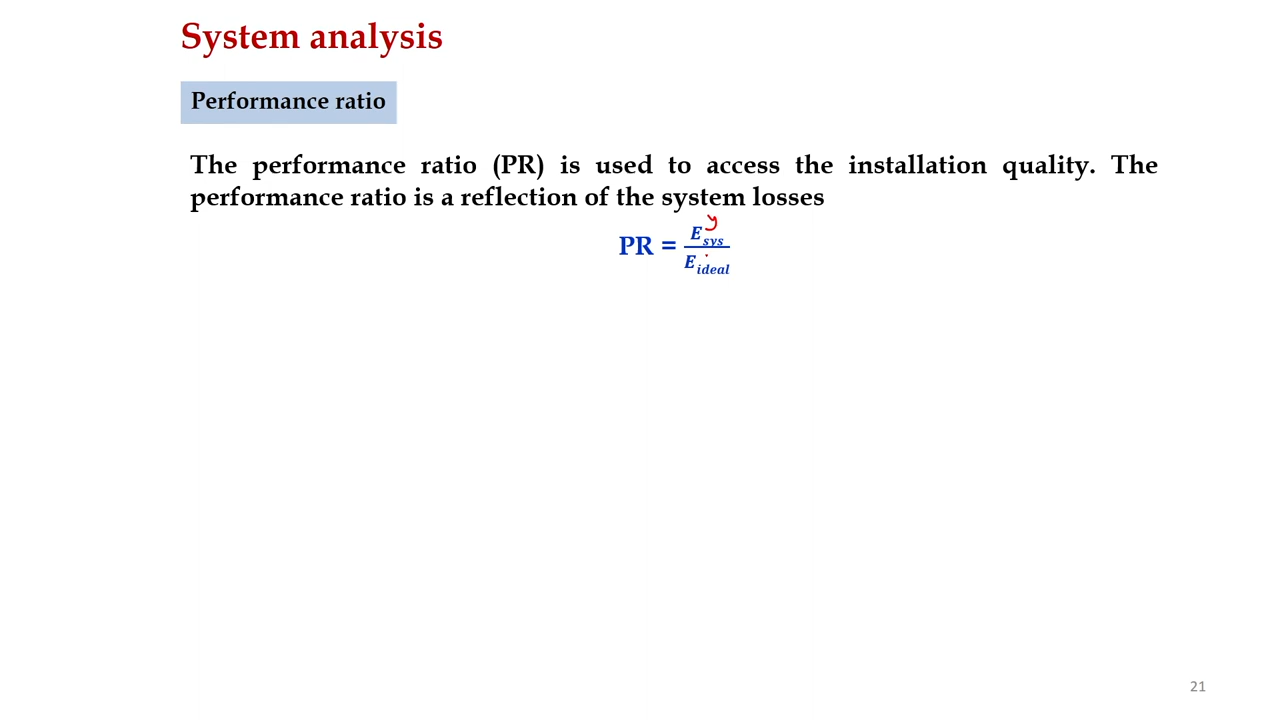 System analysis
Performance ratio
The performance ratio (PR) is used to access the installation quality. The
performance ratio is a reflection of the system losses
PR = E_sys / E_ideal
21